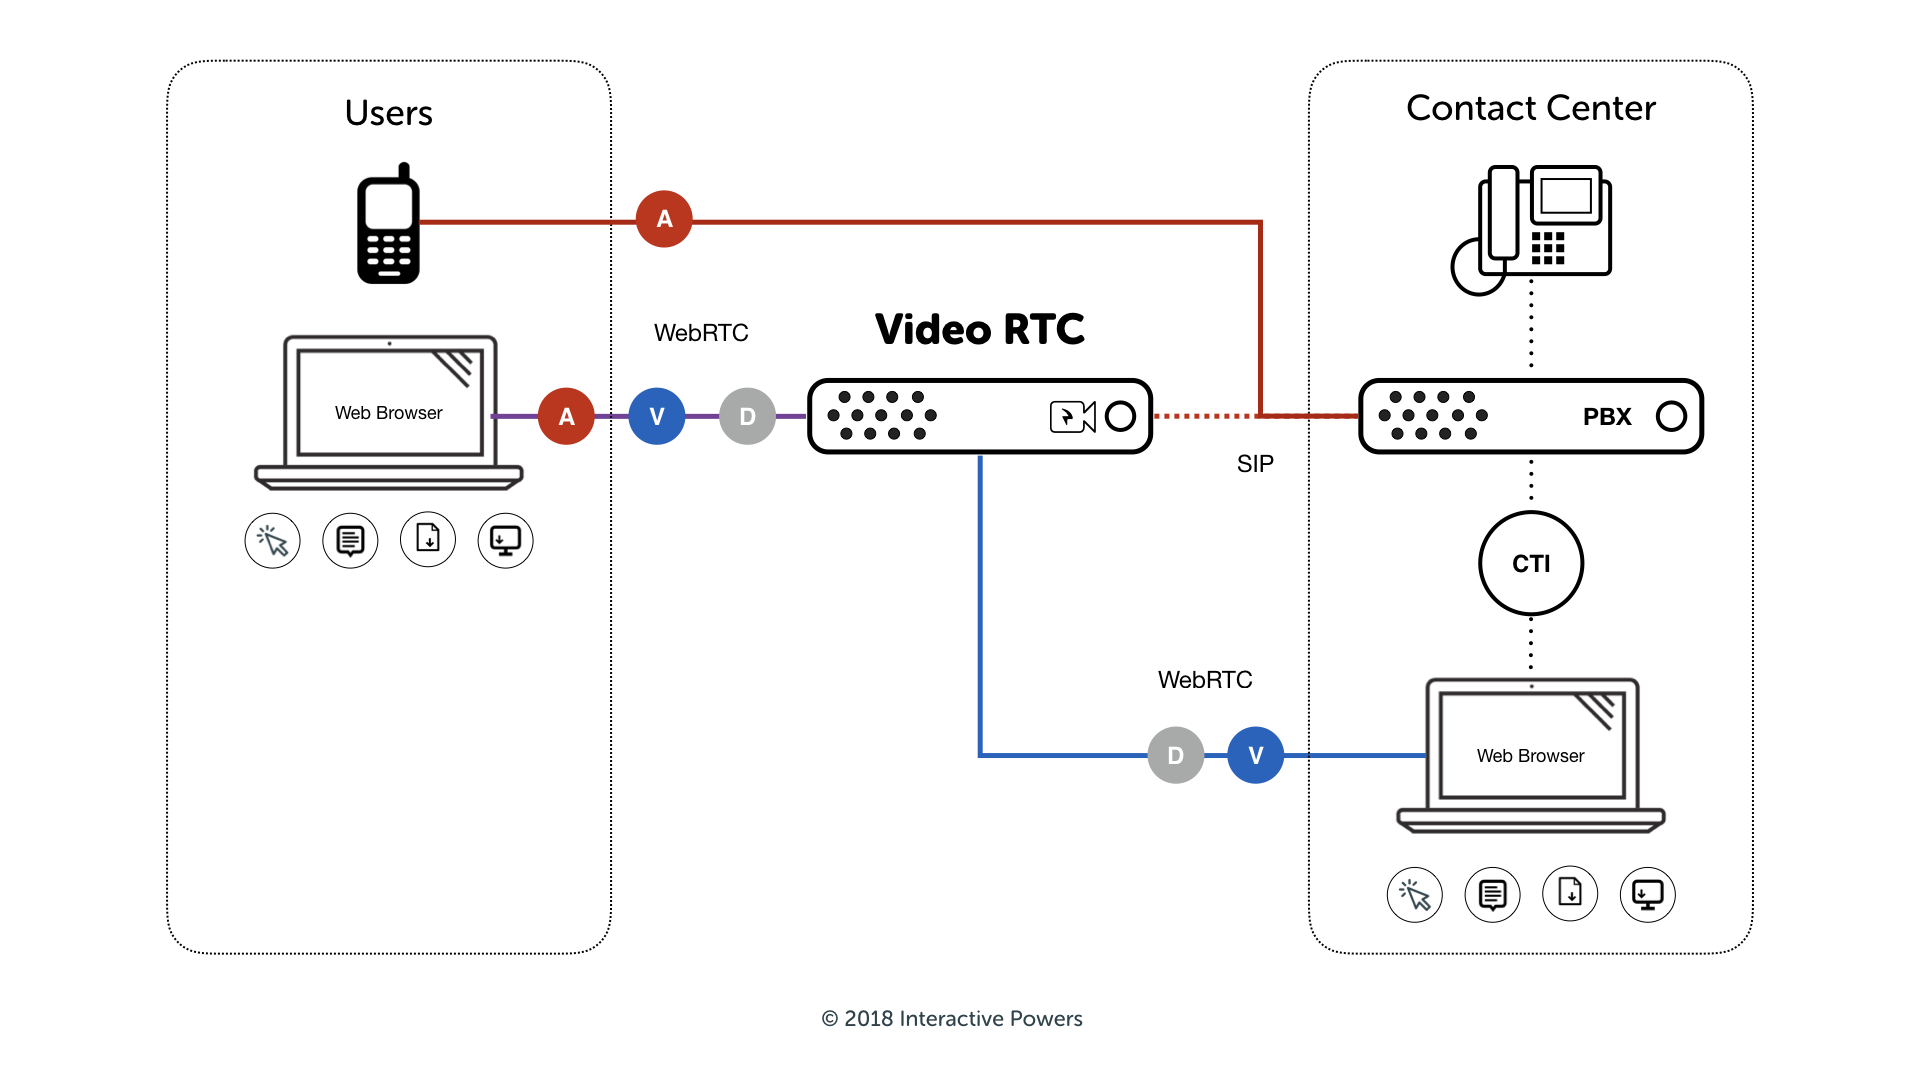 Users
Contact Center
A
Video RTC
WebRTC
Web Browser
A
V
D
PBX
SIP
CTI
WebRTC
D
V
Web Browser
© 2018 Interactive Powers